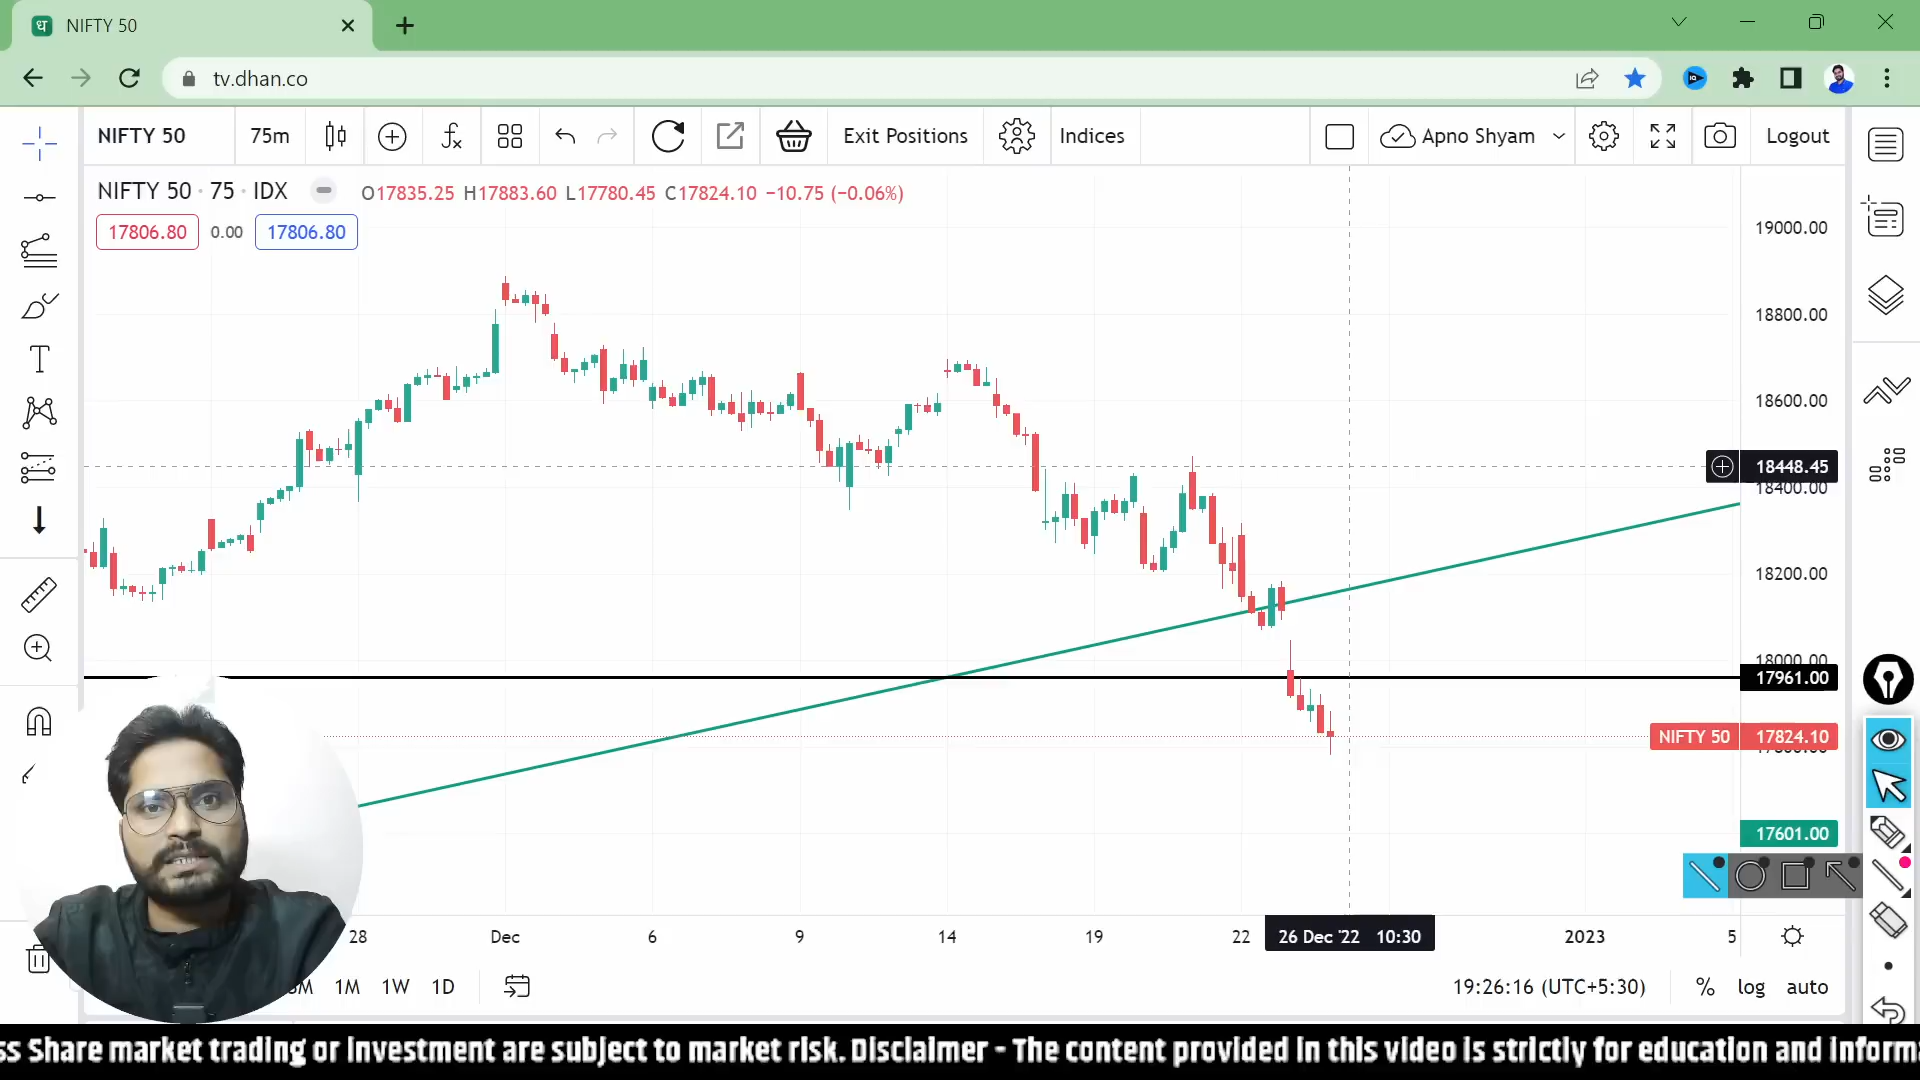 ध NIFTY 50
tv.dhan.co
NIFTY 50 75m fx Exit Positions Indices Apno Shyam Logout
NIFTY 50 · 75 · IDX O17835.25 H17883.60 L17780.45 C17824.10 −10.75 (−0.06%)
17806.80 0.00 17806.80
19000.00
18800.00
18600.00
18448.45
18400.00
18200.00
18000.00
17961.00
NIFTY 50 17824.10
17601.00
28 Dec 6 9 14 19 22 26 Dec '22 10:30 2023 5
1M 1W 1D 19:26:16 (UTC+5:30) % log auto
ss Share market trading or investment are subject to market risk. Disclaimer - The content provided in this video is strictly for education and inform